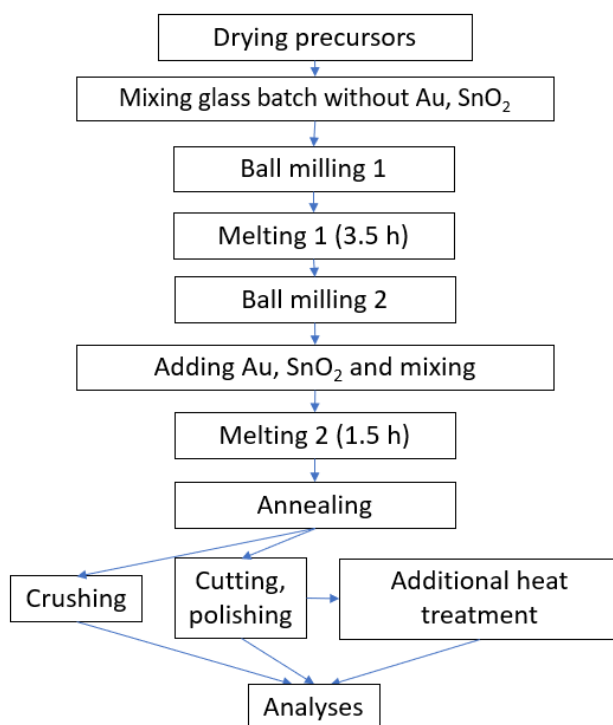 Drying precursors
Mixing glass batch without Au, SnO₂
Ball milling 1
Melting 1 (3.5 h)
Ball milling 2
Adding Au, SnO₂ and mixing
Melting 2 (1.5 h)
Annealing
Crushing
Cutting,
polishing
Additional heat
treatment
Analyses